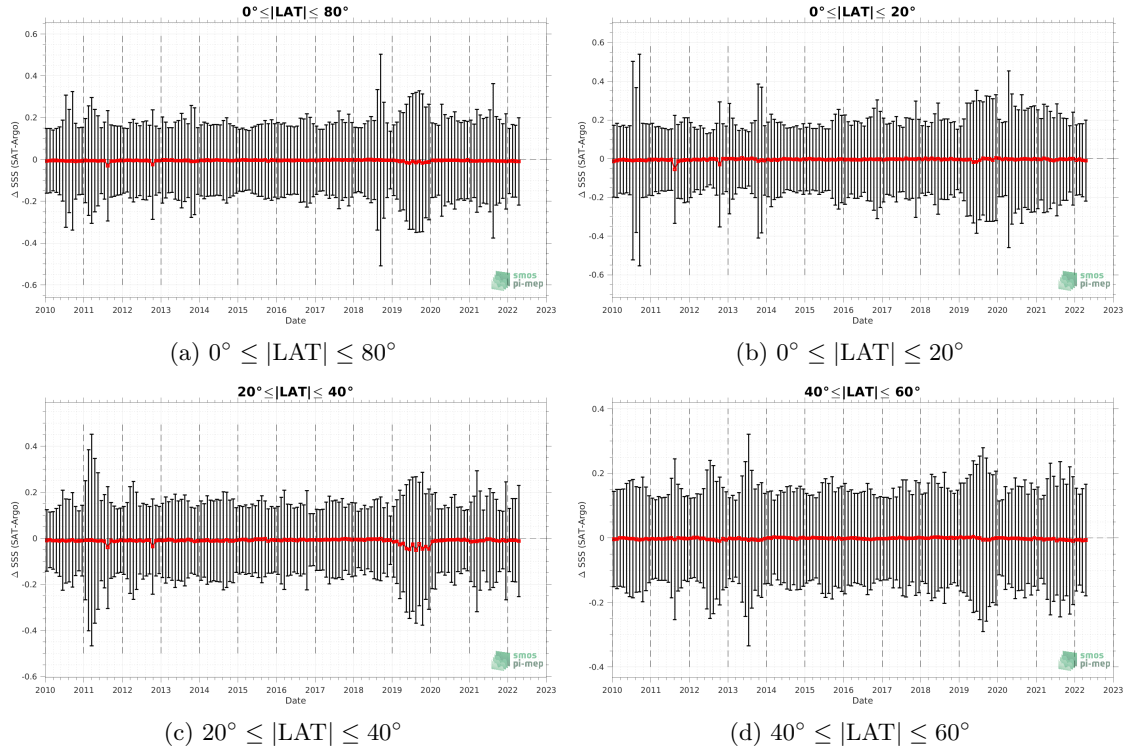 0°≤|LAT|≤ 80°
0.6
0.4
0.2
0
-0.2
-0.4
-0.6
Δ SSS (SAT-Argo)
2010 2011 2012 2013 2014 2015 2016 2017 2018 2019 2020 2021 2022 2023
Date
smos
pi-mep
(a) 0° ≤ |LAT| ≤ 80°
0°≤|LAT|≤ 20°
0.6
0.4
0.2
0
-0.2
-0.4
-0.6
Δ SSS (SAT-Argo)
2010 2011 2012 2013 2014 2015 2016 2017 2018 2019 2020 2021 2022 2023
Date
smos
pi-mep
(b) 0° ≤ |LAT| ≤ 20°
20°≤|LAT|≤ 40°
0.4
0.2
0
-0.2
-0.4
-0.6
Δ SSS (SAT-Argo)
2010 2011 2012 2013 2014 2015 2016 2017 2018 2019 2020 2021 2022 2023
Date
smos
pi-mep
(c) 20° ≤ |LAT| ≤ 40°
40°≤|LAT|≤ 60°
0.4
0.2
0
-0.2
-0.4
Δ SSS (SAT-Argo)
2010 2011 2012 2013 2014 2015 2016 2017 2018 2019 2020 2021 2022 2023
Date
smos
pi-mep
(d) 40° ≤ |LAT| ≤ 60°